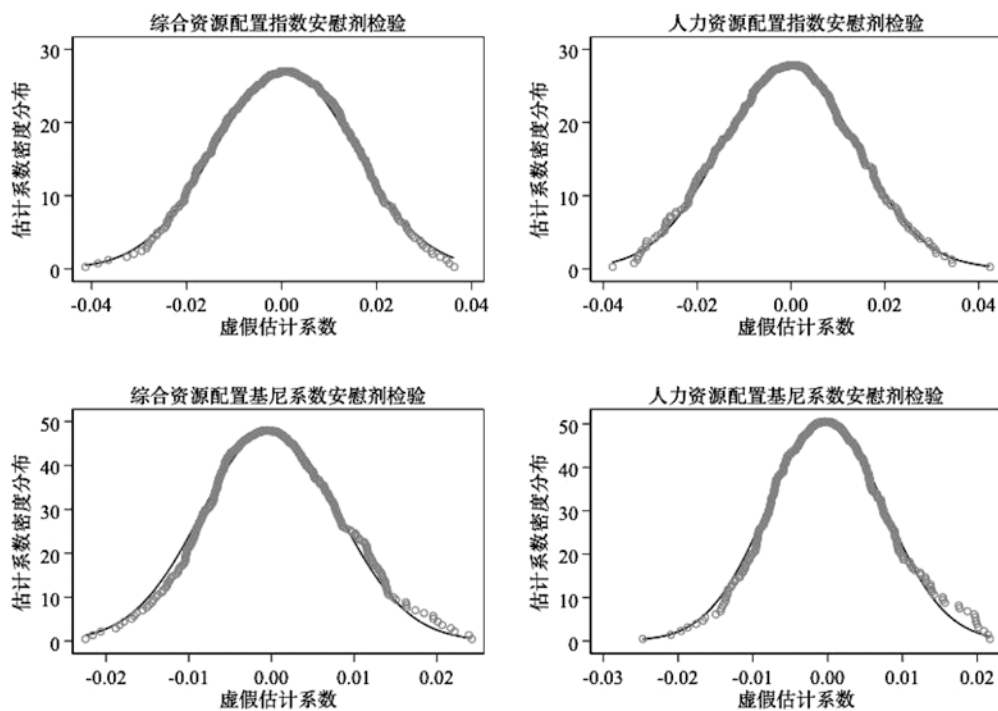 综合资源配置指数安慰剂检验
估计系数密度分布
30
20
10
0
-0.04 -0.02 0.00 0.02 0.04
虚假估计系数
人力资源配置指数安慰剂检验
估计系数密度分布
30
20
10
0
-0.04 -0.02 0.00 0.02 0.04
虚假估计系数
综合资源配置基尼系数安慰剂检验
估计系数密度分布
50
40
30
20
10
0
-0.02 -0.01 0.00 0.01 0.02
虚假估计系数
人力资源配置基尼系数安慰剂检验
估计系数密度分布
50
40
30
20
10
0
-0.03 -0.02 -0.01 0.00 0.01 0.02
虚假估计系数